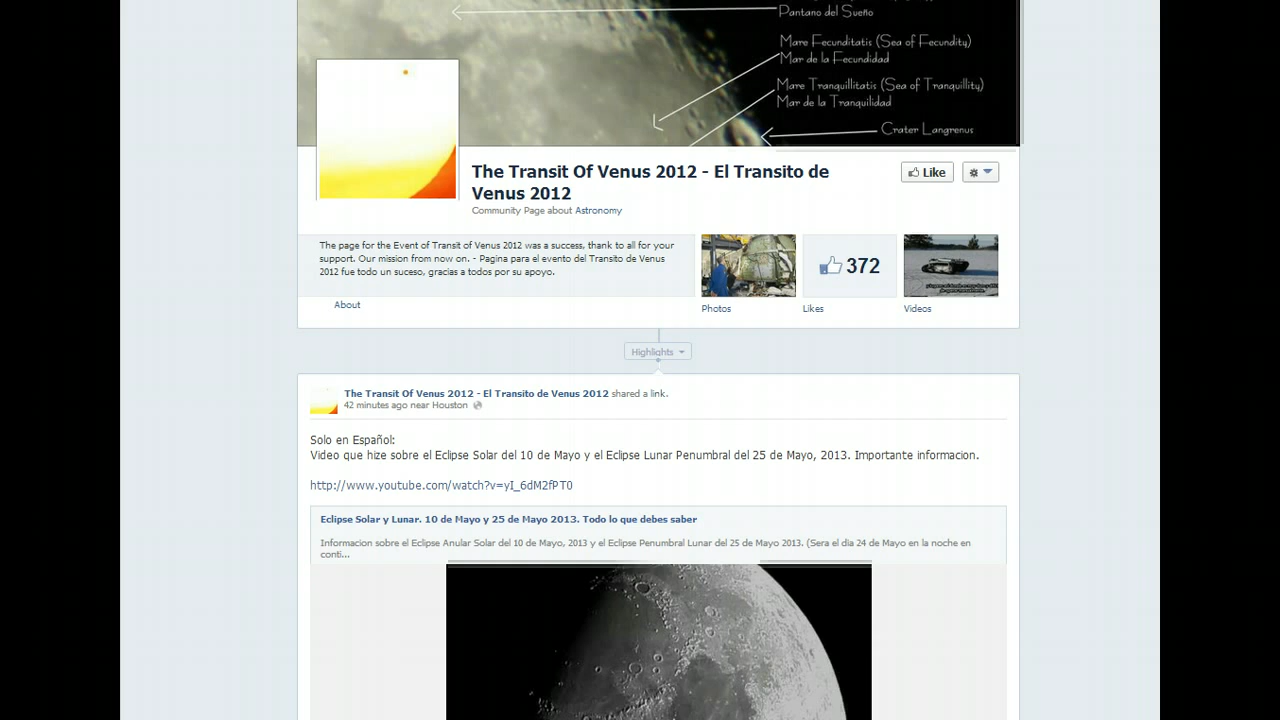 Pantano del Sueño
Mare Fecunditatis (Sea of Fecundity)
Mar de la Fecundidad
Mare Tranquillitatis (Sea of Tranquility)
Mar de la Tranquilidad
Crater Langrenus
The Transit Of Venus 2012 - El Transito de
Venus 2012
Community Page about Astronomy
Like
The page for the Event of Transit of Venus 2012 was a success, thank to all for your
support. Our mission from now on. - Pagina para el evento del Transito de Venus
2012 fue todo un suceso, gracias a todos por su apoyo.
About
372
Photos
Likes
Videos
Highlights
The Transit Of Venus 2012 - El Transito de Venus 2012 shared a link.
42 minutes ago near Houston
Solo en Español:
Video que hize sobre el Eclipse Solar del 10 de Mayo y el Eclipse Lunar Penumbral del 25 de Mayo, 2013. Importante informacion.
http://www.youtube.com/watch?v=yI_6dM2fPT0
Eclipse Solar y Lunar. 10 de Mayo y 25 de Mayo 2013. Todo lo que debes saber
Informacion sobre el Eclipse Anular Solar del 10 de Mayo, 2013 y el Eclipse Penumbral Lunar del 25 de Mayo 2013. (Sera el dia 24 de Mayo en la noche en
conti...